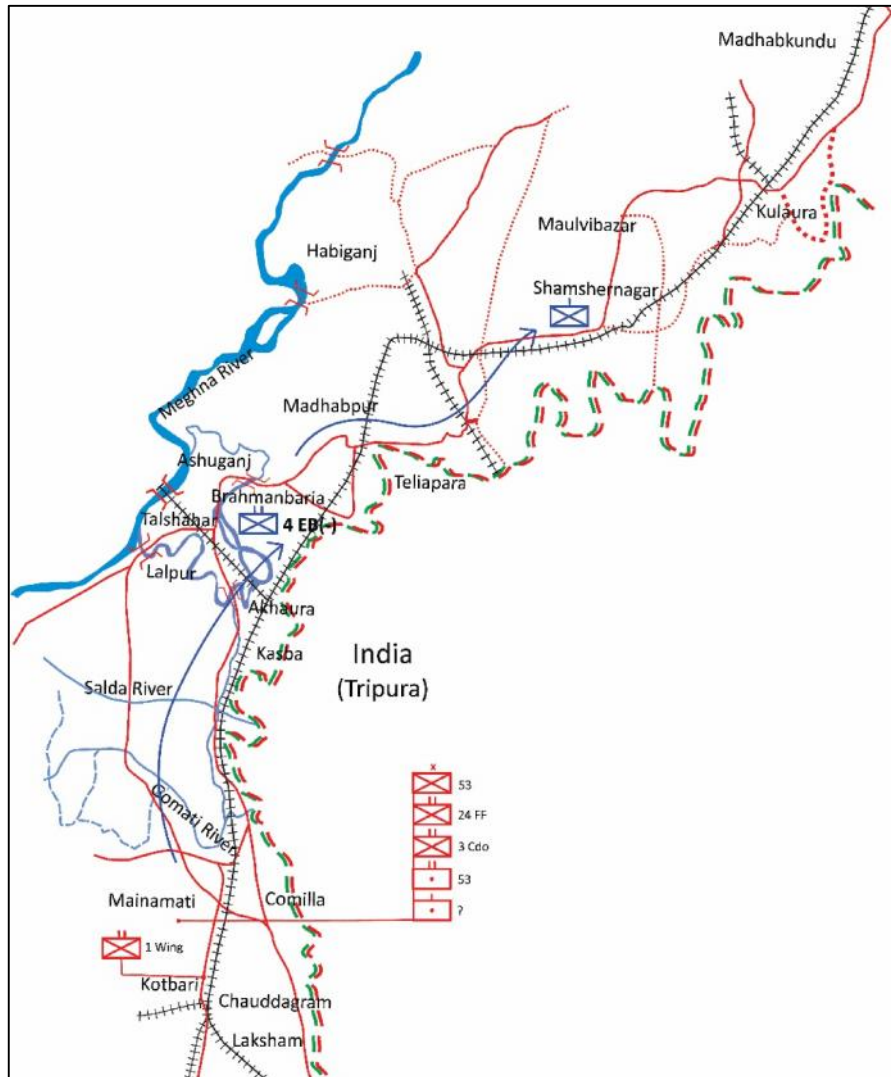 Madhabkundu
Kulaura
Maulvibazar
Habiganj
Shamshernagar
Meghna River
Madhabpur
Ashuganj
Teliapara
Brahmanbaria
Talshahar
4 EB(-)
Lalpur
Akhaura
Kasba
India
(Tripura)
Salda River
x
53
Gomati River
24 FF
3 Cdo
53
?
Mainamati
Comilla
1 Wing
Kotbari
Chauddagram
Laksham